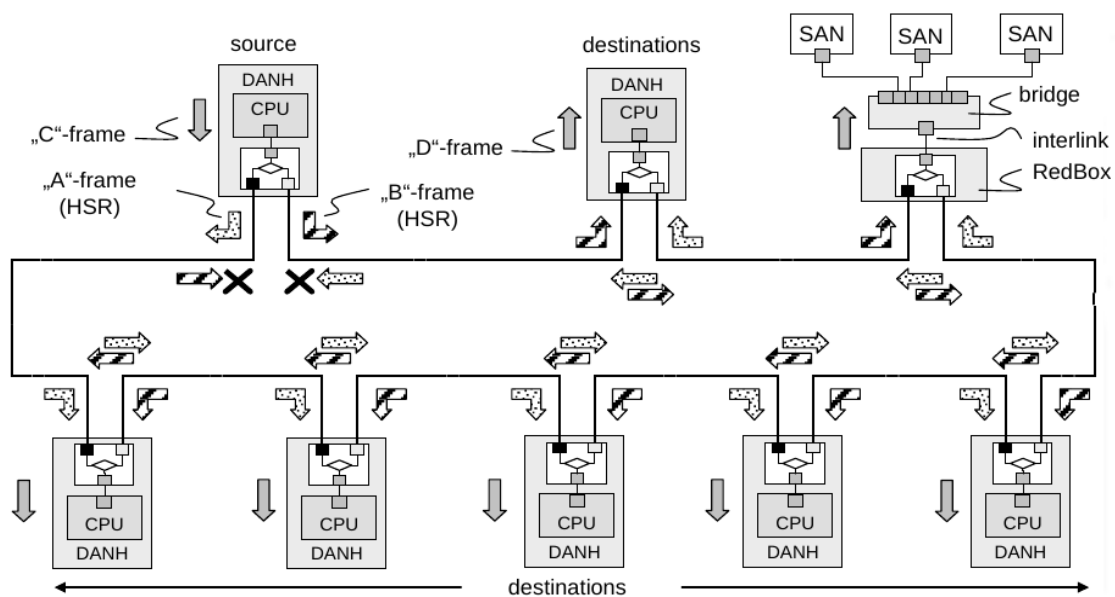 source
destinations
SAN
SAN
SAN
DANH
CPU
DANH
CPU
bridge
interlink
RedBox
„C“-frame
„A“-frame
(HSR)
„B“-frame
(HSR)
„D“-frame
CPU
DANH
CPU
DANH
CPU
DANH
CPU
DANH
CPU
DANH
destinations